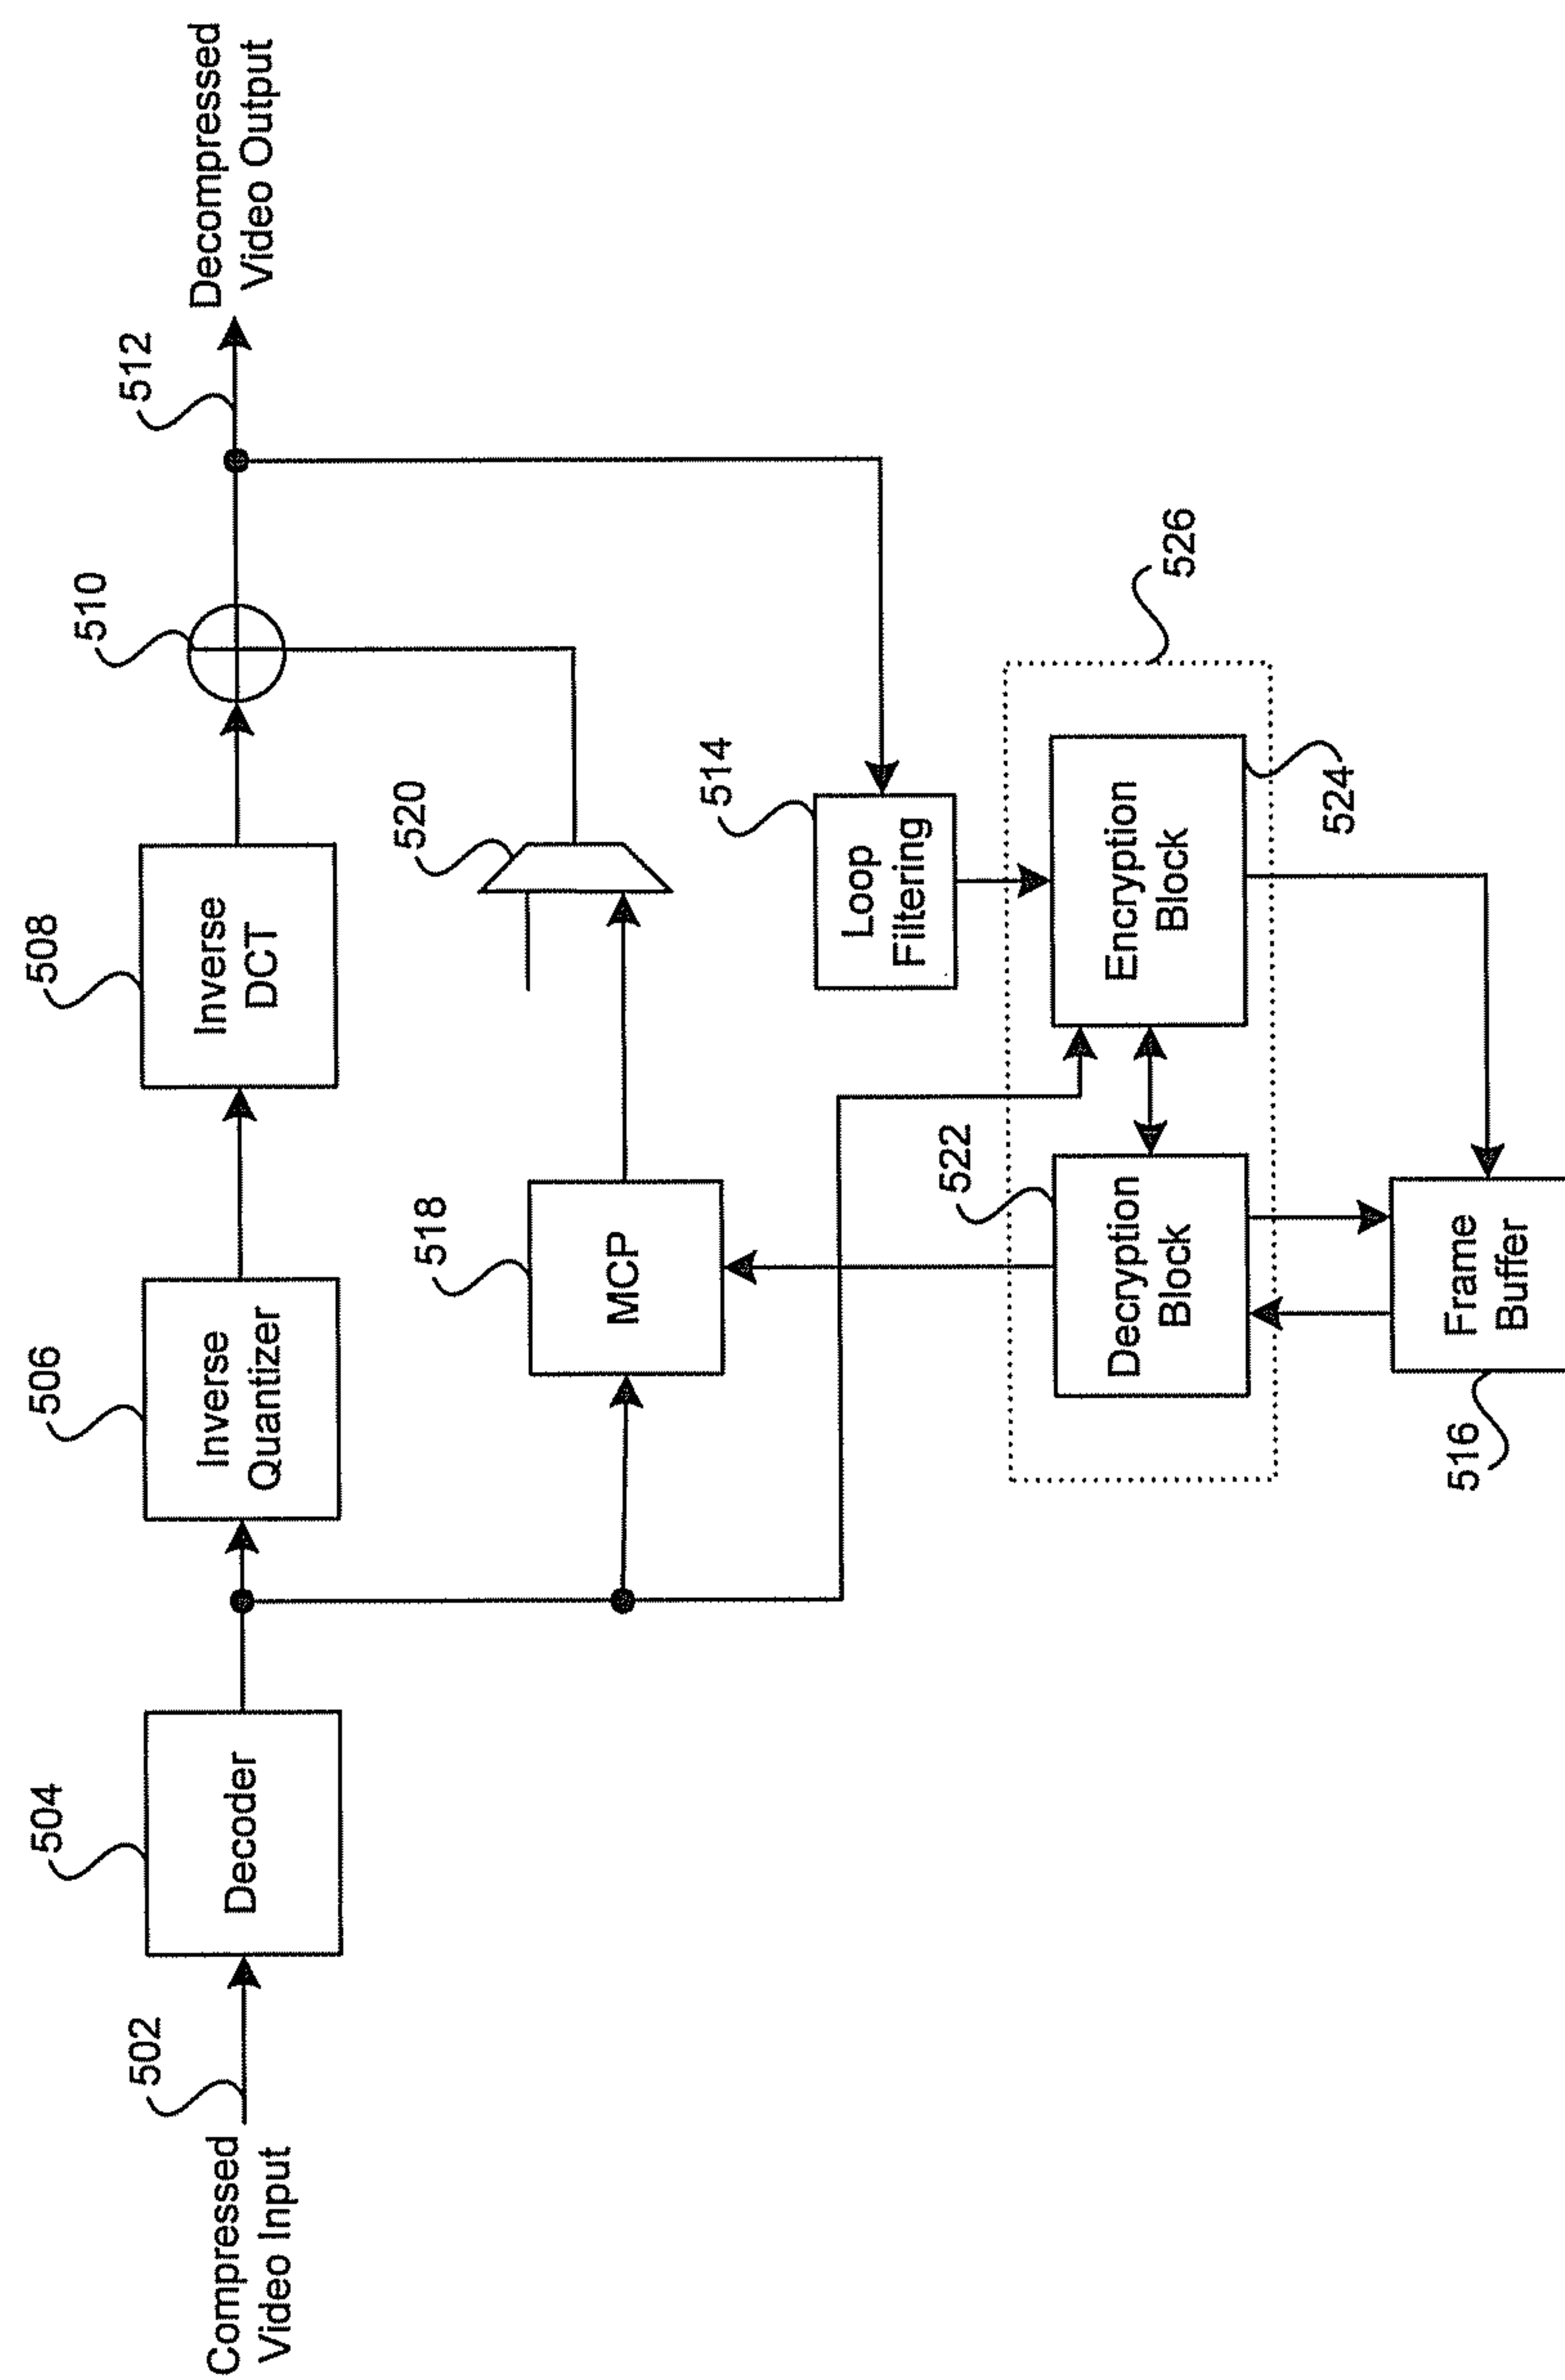 Compressed
Video Input
502
504
Decoder
506
Inverse
Quantizer
508
Inverse
DCT
510
512
Decompressed
Video Output
518
MCP
520
514
Loop
Filtering
522
Decryption
Block
Encryption
Block
524
526
516
Frame
Buffer